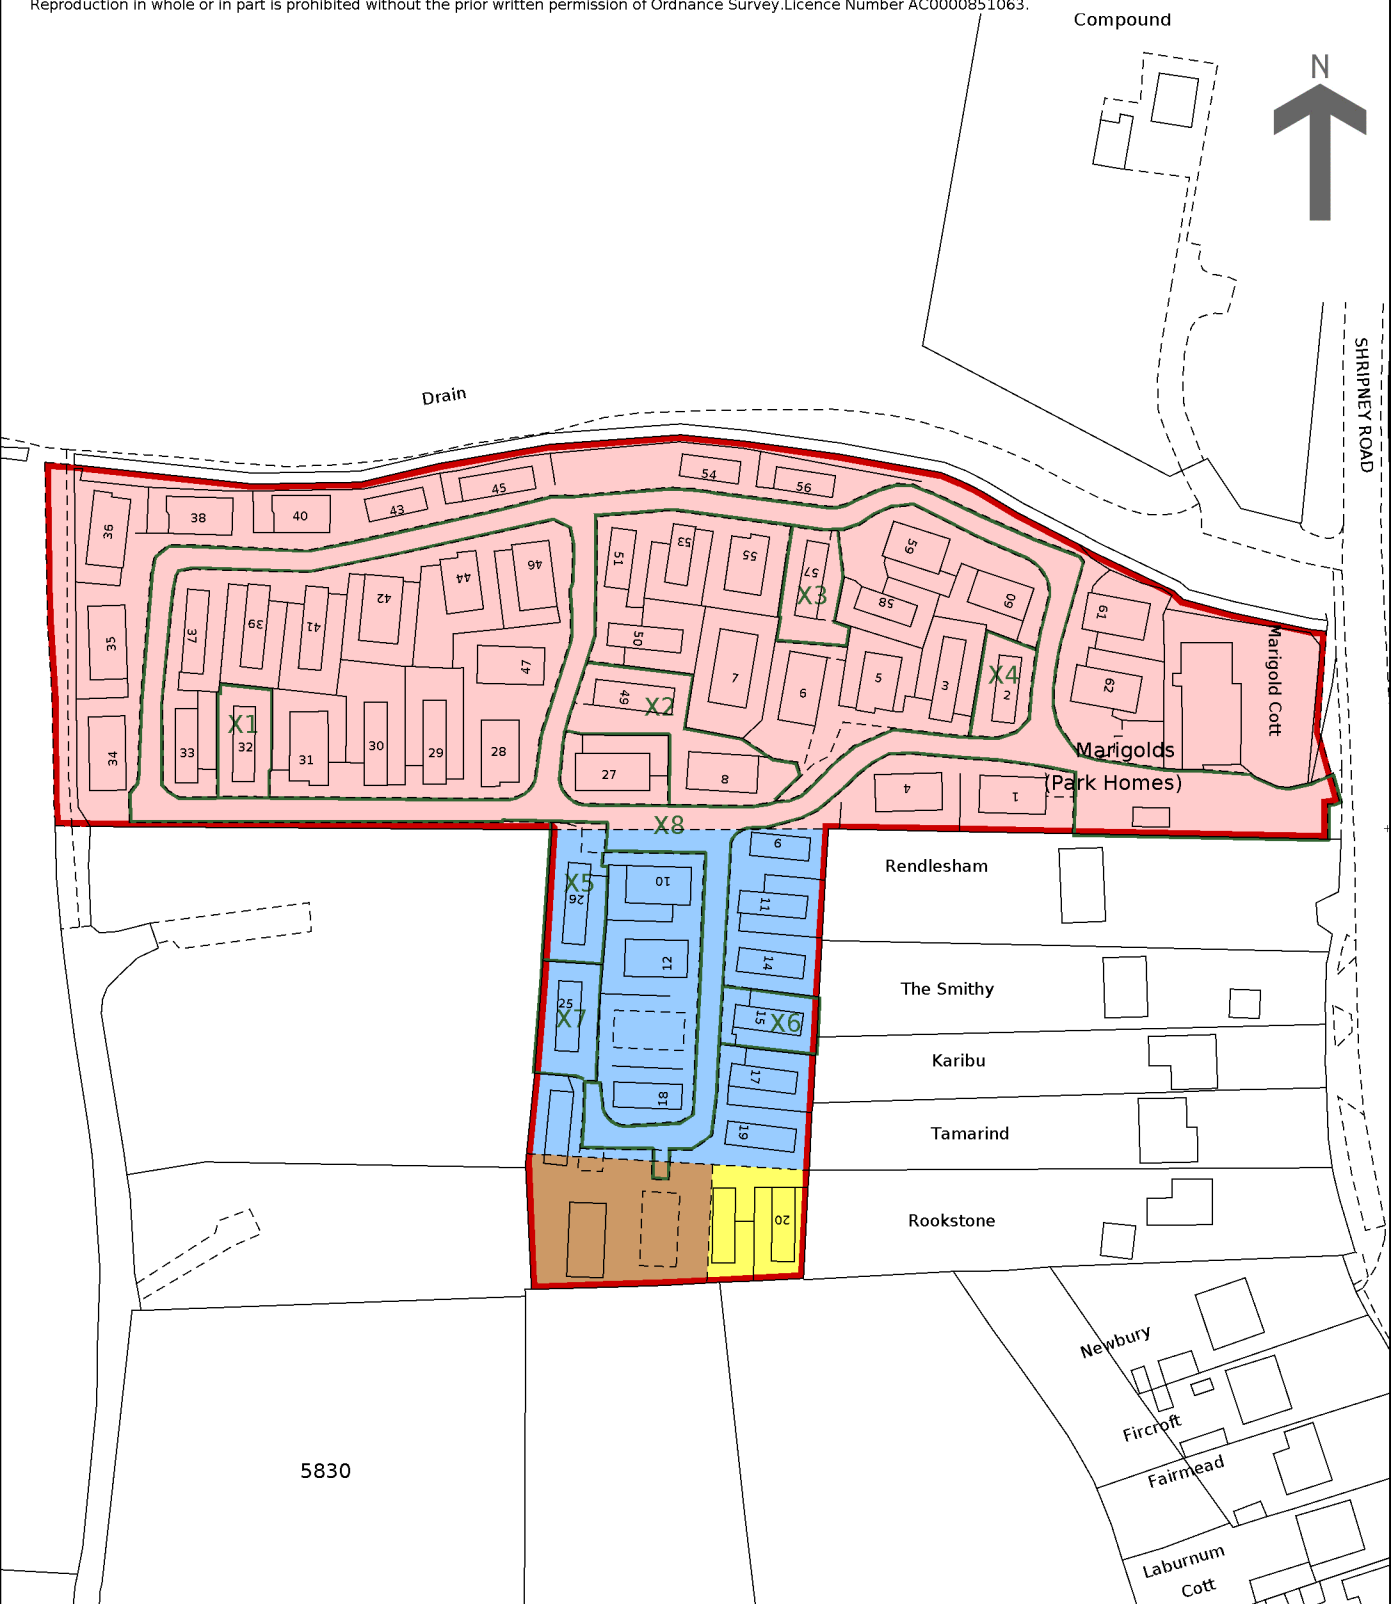 Reproduction in whole or in part is prohibited without the prior written permission of Ordnance Survey.Licence Number AC0000851063.
Compound
N
SHRIPNEY ROAD
Drain
54
56
45
43
40
38
36
59
60
61
62
58
57
X3
55
53
51
50
46
44
42
41
39
37
35
34
33
X1
32
31
30
29
28
47
49
X2
7
6
5
3
X4
2
Marigold Cott
Marigolds
(Park Homes)
27
8
4
1
X8
9
Rendlesham
X5
26
10
11
12
14
The Smithy
25
X7
15
X6
Karibu
17
18
19
Tamarind
20
Rookstone
Newbury
Fircroft
Fairmead
5830
Laburnum
Cott